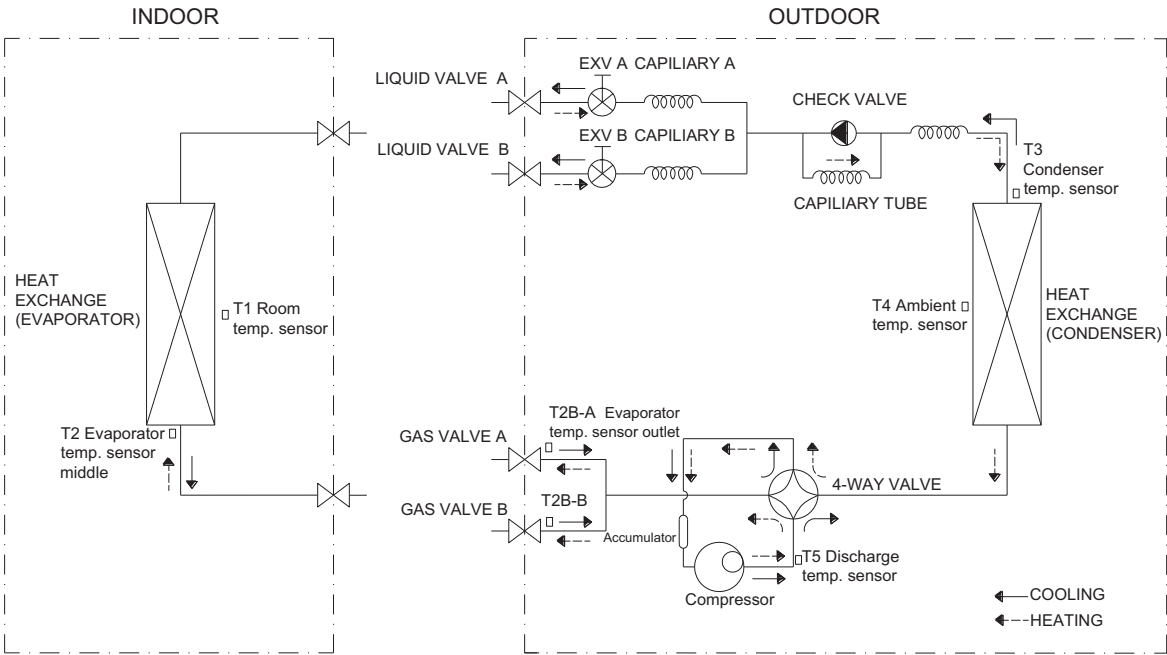 INDOOR
OUTDOOR
LIQUID VALVE A
EXV A CAPILIARY A
LIQUID VALVE B
EXV B CAPILIARY B
CHECK VALVE
CAPILIARY TUBE
T3
Condenser
temp. sensor
HEAT
EXCHANGE
(EVAPORATOR)
T1 Room
temp. sensor
T4 Ambient
temp. sensor
HEAT
EXCHANGE
(CONDENSER)
T2 Evaporator
temp. sensor
middle
GAS VALVE A
T2B-A Evaporator
temp. sensor outlet
4-WAY VALVE
GAS VALVE B
T2B-B
Accumulator
Compressor
T5 Discharge
temp. sensor
COOLING
HEATING